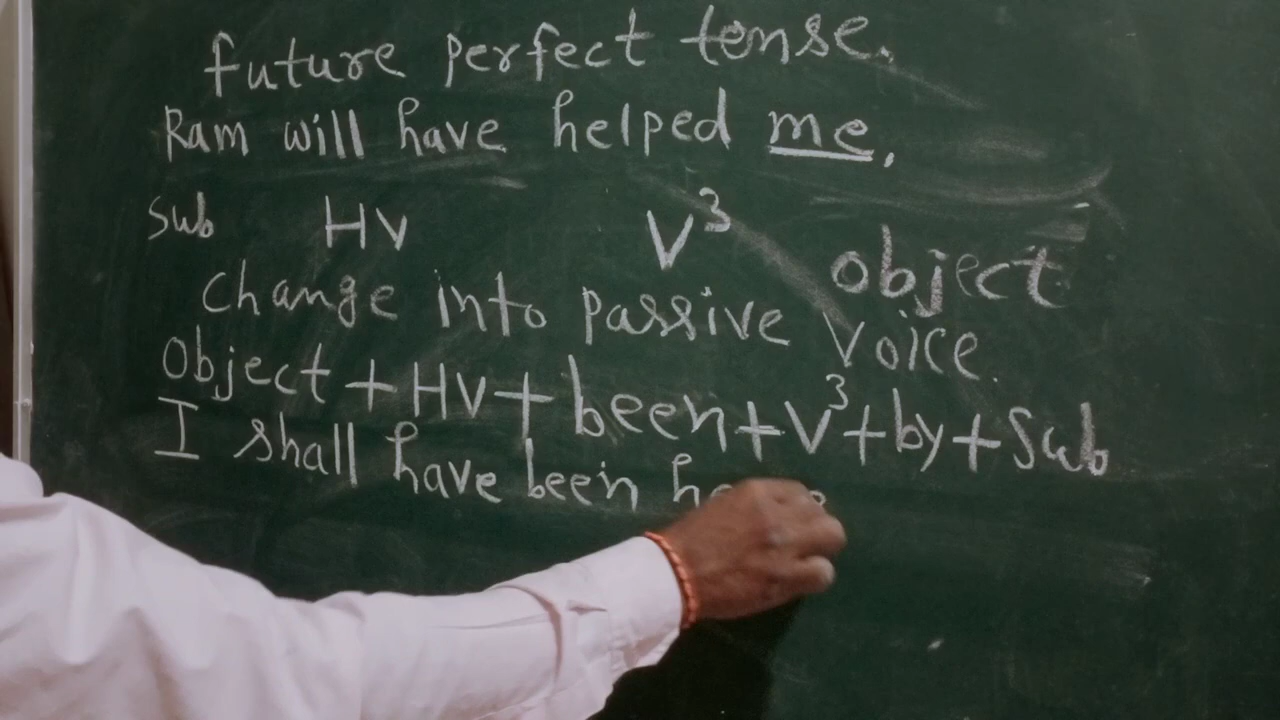 future perfect tense.
Ram will have helped me.
Sub HV V³ object
Change into passive voice.
Object + HV + been + V³ + by + Sub
I shall have been